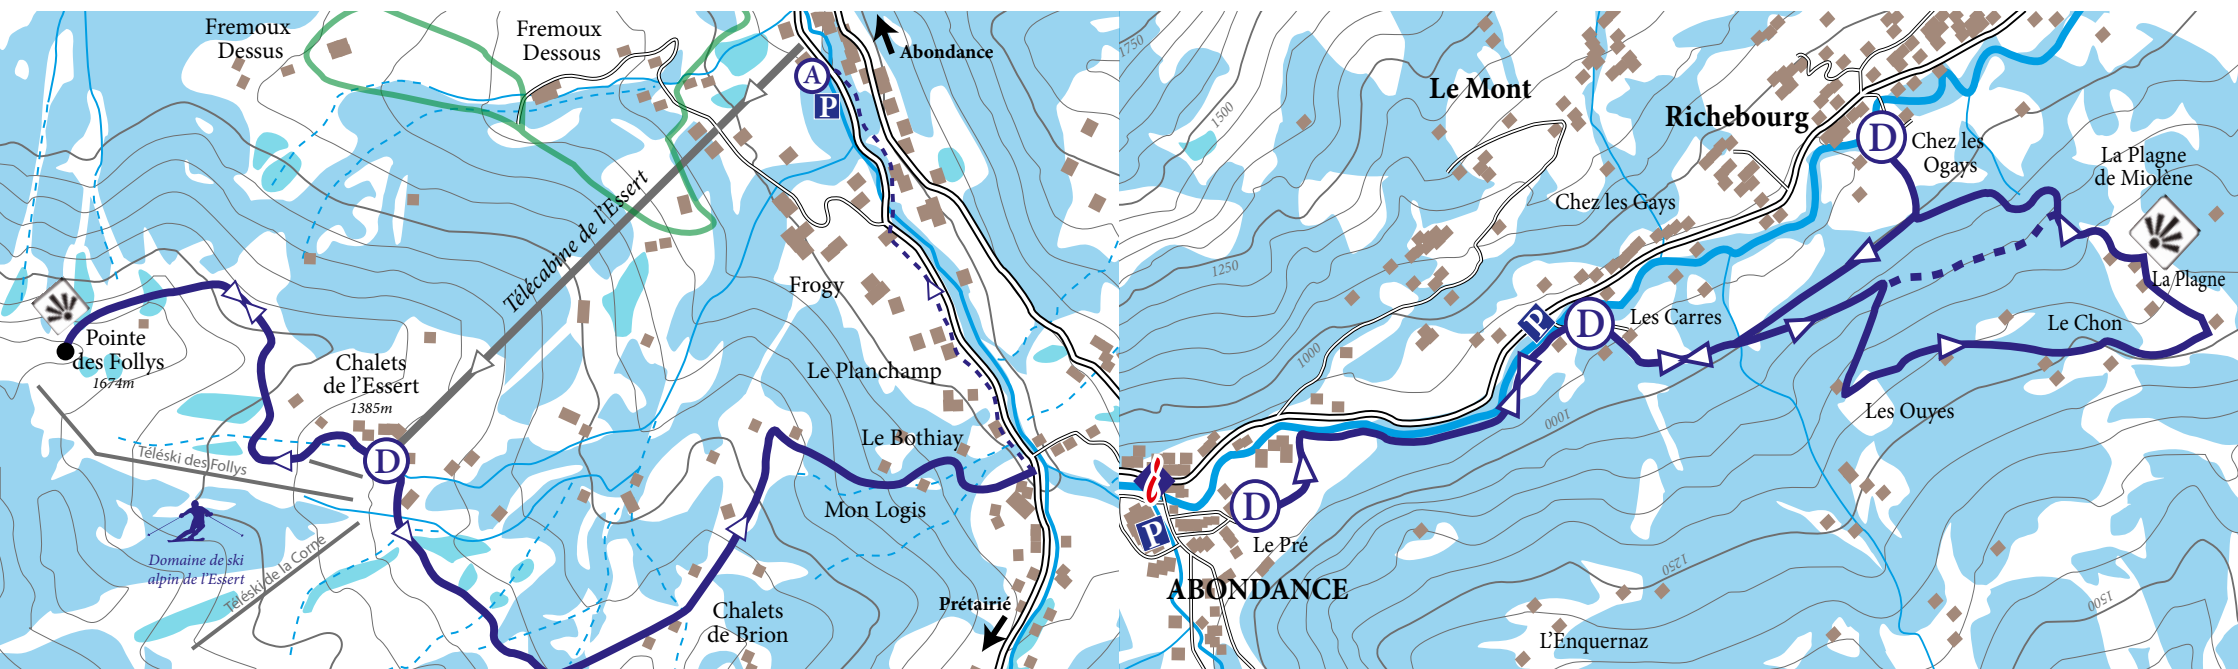 Fremoux
Dessus
Fremoux
Dessous
Abondance
A
P
Télécabine de l'Essert
Frogy
Pointe
des Follys
1674m
Chalets
de l'Essert
1385m
D
Téléski des Follys
Le Planchamp
Le Bothiay
Mon Logis
Domaine de ski
alpin de l'Essert
Téléski de la Corne
Chalets
de Brion
Prétairié
1750
1500
1250
1000
Le Mont
Richebourg
D
Chez les
Ogays
La Plagne
de Miolène
Chez les Gays
La Plagne
P
D
Les Carres
Le Chon
Les Ouyes
1000
D
P
Le Pré
ABONDANCE
1250
1500
L'Enquernaz